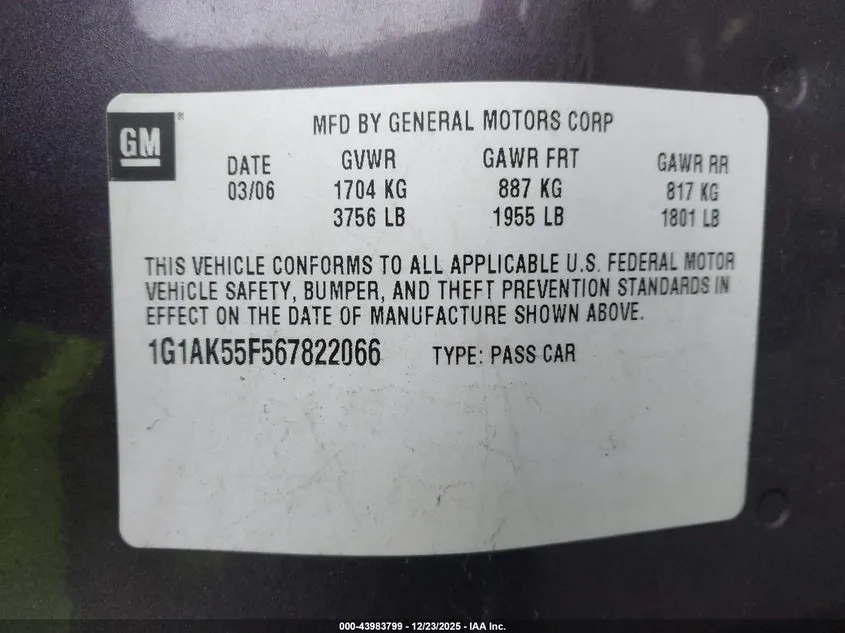 GM®
MFD BY GENERAL MOTORS CORP
DATE GVWR GAWR FRT GAWR RR
03/06 1704 KG 887 KG 817 KG
3756 LB 1955 LB 1801 LB
THIS VEHICLE CONFORMS TO ALL APPLICABLE U.S. FEDERAL MOTOR
VEHICLE SAFETY, BUMPER, AND THEFT PREVENTION STANDARDS IN
EFFECT ON THE DATE OF MANUFACTURE SHOWN ABOVE.
1G1AK55F567822066 TYPE: PASS CAR
000-43983799 - 12/23/2025 - IAA Inc.